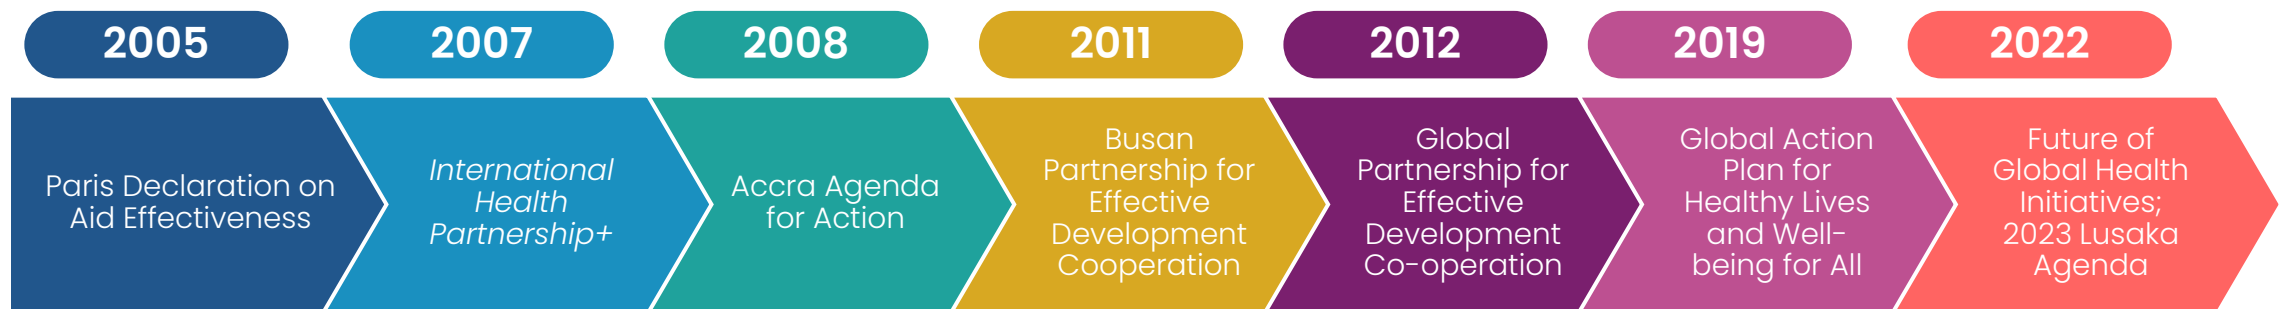 2005
2007
2008
2011
2012
2019
2022
Paris Declaration on
Aid Effectiveness
International
Health
Partnership+
Accra Agenda
for Action
Busan
Partnership for
Effective
Development
Cooperation
Global
Partnership for
Effective
Development
Co-operation
Global Action
Plan for
Healthy Lives
and Well-
being for All
Future of
Global Health
Initiatives;
2023 Lusaka
Agenda